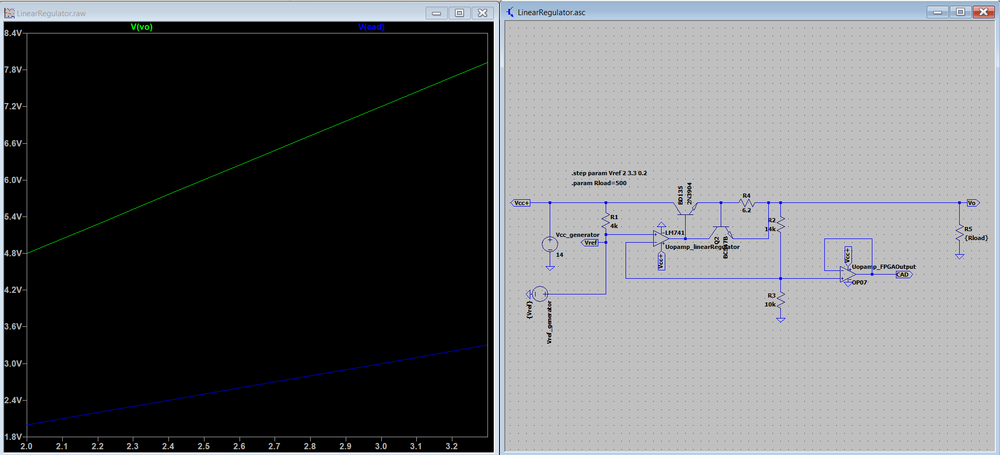 LinearRegulator.raw
V(vo) V(cad)
8.4V
7.8V
7.2V
6.6V
6.0V
5.4V
4.8V
4.2V
3.6V
3.0V
2.4V
1.8V
2.0 2.1 2.2 2.3 2.4 2.5 2.6 2.7 2.8 2.9 3.0 3.1 3.2
LinearRegulator.asc
.step param Vref 2 3.3 0.2
.param Rload=500
Vcc+
BD135
2N3904
R4
6.2
Vo
R1
4k
R2
14k
R5
{Rload}
Vcc_generator
14
Vref
LM741
Uopamp_linearRegulator
Vcc+
Q2
BC547B
Vcc+
Uopamp_FPGAOutput
CAD
OP07
R3
10k
{Vref}
Vref_generator